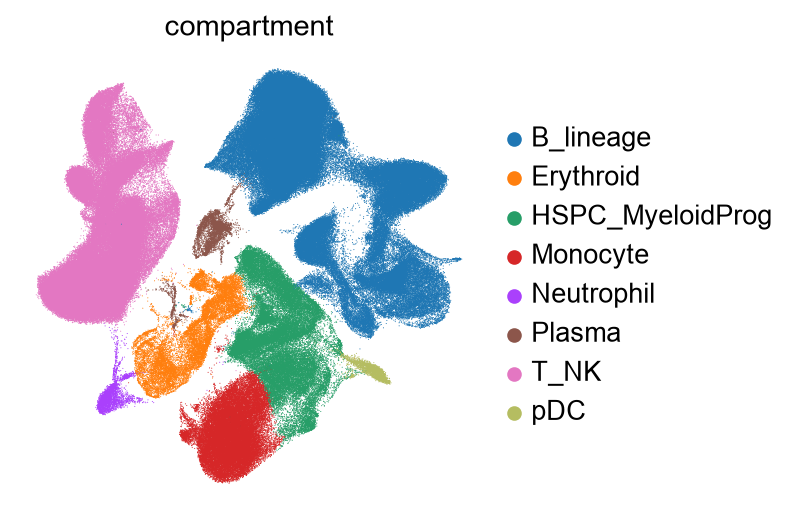 compartment
B_lineage
Erythroid
HSPC_MyeloidProg
Monocyte
Neutrophil
Plasma
T_NK
pDC